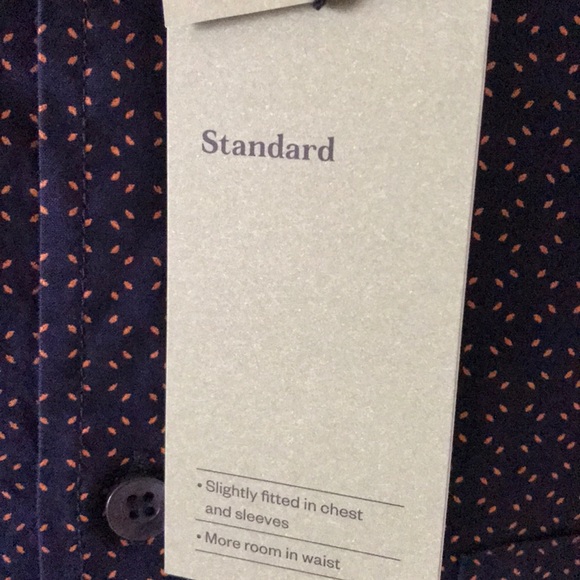 Standard
• Slightly fitted in chest
and sleeves
• More room in waist